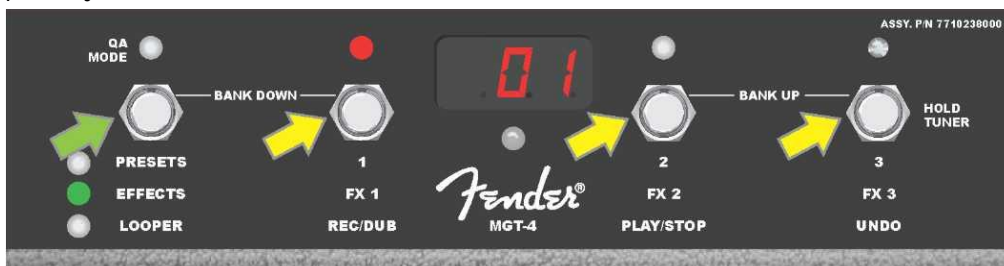 ASSY. P/N 7710238000
QA
MODE
01
BANK DOWN
BANK UP
HOLD
TUNER
PRESETS
1
2
3
EFFECTS
FX 1
Fender®
FX 2
FX 3
LOOPER
REC/DUB
MGT-4
PLAY/STOP
UNDO